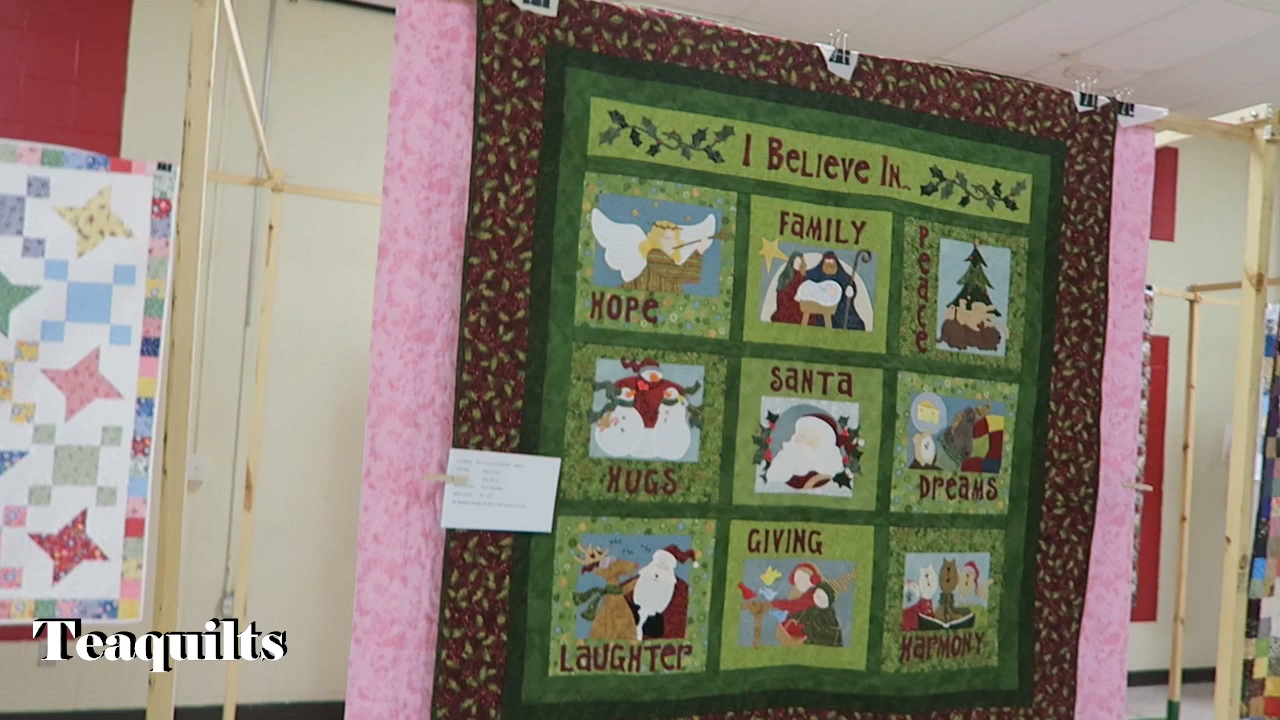 I Believe In...
Hope
Family
Peace
Hugs
Santa
Dreams
Laughter
Giving
Harmony
Teaquilts